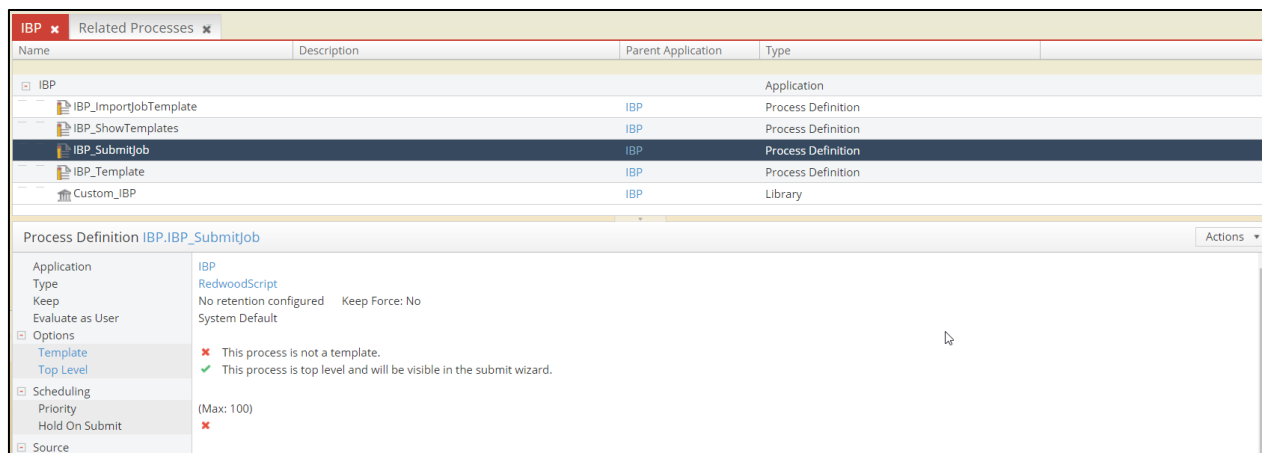 IBP Related Processes
Name Description Parent Application Type
IBP Application
IBP_ImportJobTemplate IBP Process Definition
IBP_ShowTemplates IBP Process Definition
IBP_SubmitJob IBP Process Definition
IBP_Template IBP Process Definition
Custom_IBP IBP Library
Process Definition IBP.IBP_SubmitJob Actions
Application IBP
Type RedwoodScript
Keep No retention configured Keep Force: No
Evaluate as User System Default
Options
Template This process is not a template.
Top Level This process is top level and will be visible in the submit wizard.
Scheduling
Priority (Max: 100)
Hold On Submit
Source